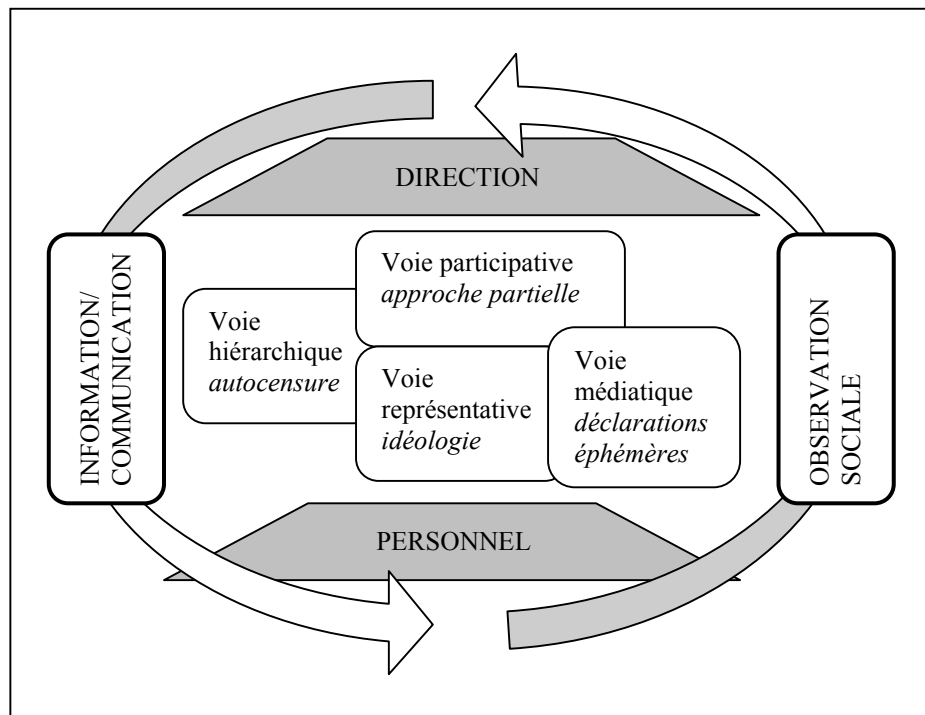 DIRECTION
INFORMATION/
COMMUNICATION
Voie participative
approche partielle
Voie
hiérarchique
autocensure
Voie
représentative
idéologie
Voie
médiatique
déclarations
éphémères
OBSERVATION
SOCIALE
PERSONNEL